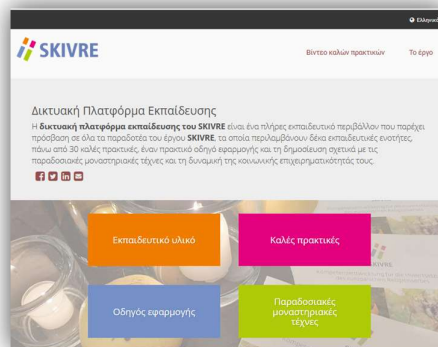 Ελληνικά
SKIVRE
Βίντεο καλών πρακτικών
Το έργο
Δικτυακή Πλατφόρμα Εκπαίδευσης
Η δικτυακή πλατφόρμα εκπαίδευσης του SKIVRE είναι ένα πλήρες εκπαιδευτικό περιβάλλον που παρέχει
πρόσβαση σε όλα τα παραδοτέα του έργου SKIVRE, τα οποία περιλαμβάνουν δέκα εκπαιδευτικές ενότητες,
πάνω από 30 καλές πρακτικές, έναν πρακτικό οδηγό εφαρμογής και τη δημοσίευση σχετικά με τις
παραδοσιακές μοναστηριακές τέχνες και τη δυναμική της κοινωνικής επιχειρηματικότητάς τους.
Εκπαιδευτικό υλικό
Καλές πρακτικές
Οδηγός εφαρμογής
Παραδοσιακές
μοναστηριακές
τέχνες
SKIVRE